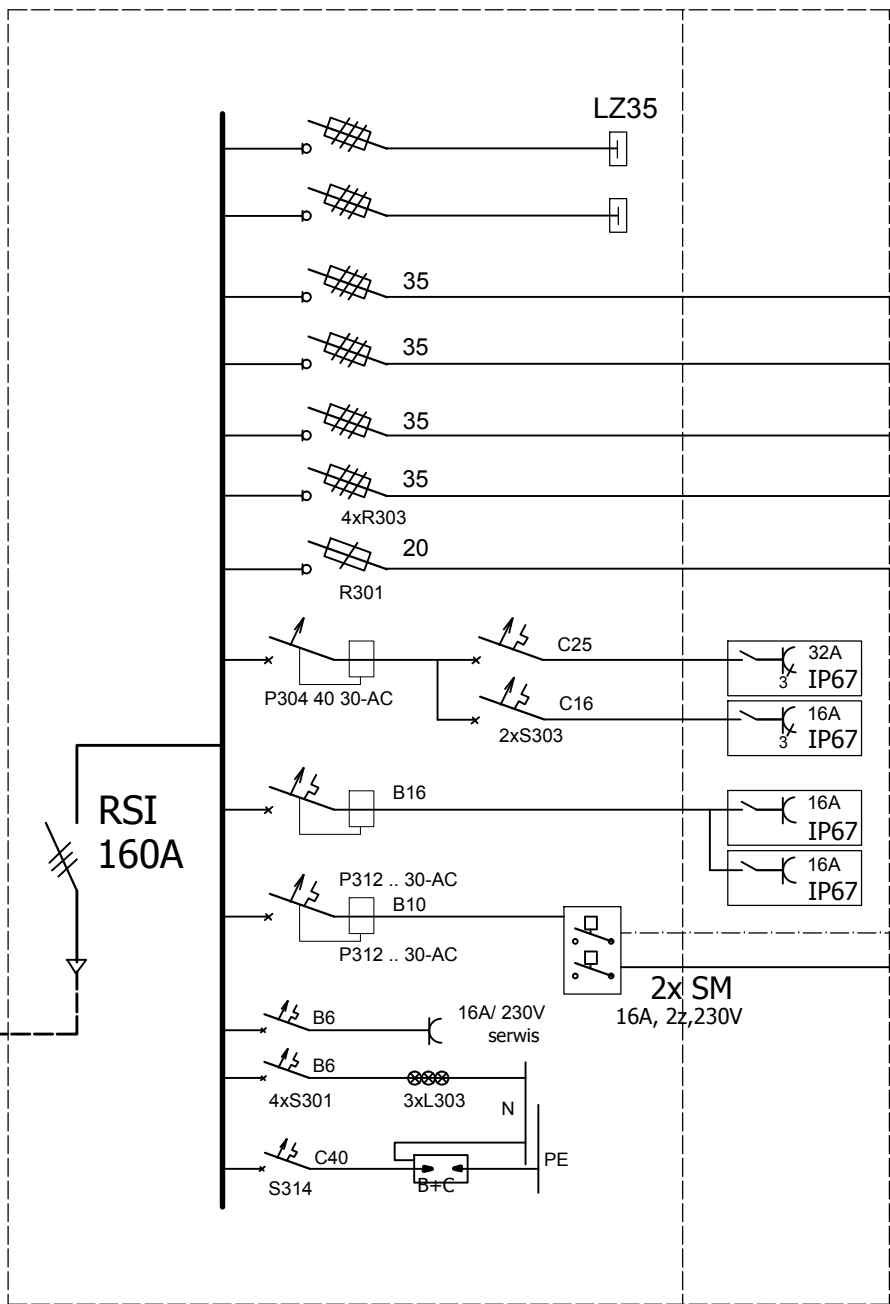 LZ35
35
35
35
35
4xR303
20
R301
C25
32A
3
IP67
P304 40 30-AC
C16
16A
3
IP67
2xS303
RSI
160A
B16
16A
IP67
16A
IP67
P312 .. 30-AC
B10
P312 .. 30-AC
2x SM
16A, 2z,230V
B6
16A/ 230V
serwis
B6
4xS301
3xL303
N
C40
PE
S314
B+C